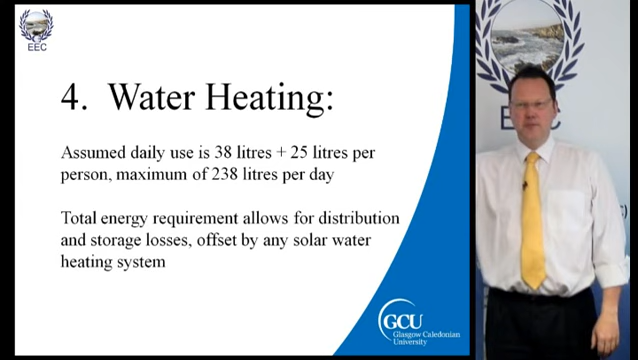 EEC
4. Water Heating:
Assumed daily use is 38 litres + 25 litres per
person, maximum of 238 litres per day
Total energy requirement allows for distribution
and storage losses, offset by any solar water
heating system
GCU
Glasgow Caledonian
University